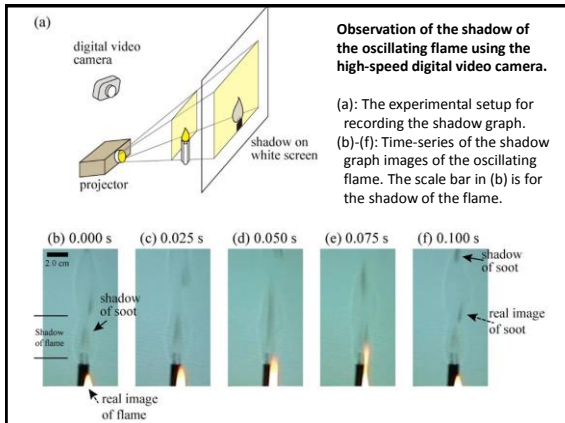 (a)
digital video
camera
projector
shadow on
white screen
Observation of the shadow of
the oscillating flame using the
high-speed digital video camera.
(a): The experimental setup for
recording the shadow graph.
(b)-(f): Time-series of the shadow
graph images of the oscillating
flame. The scale bar in (b) is for
the shadow of the flame.
(b) 0.000 s
(c) 0.025 s
(d) 0.050 s
(e) 0.075 s
(f) 0.100 s
2.0 cm
shadow
of soot
Shadow
of flame
real image
of flame
shadow
of soot
real image
of soot